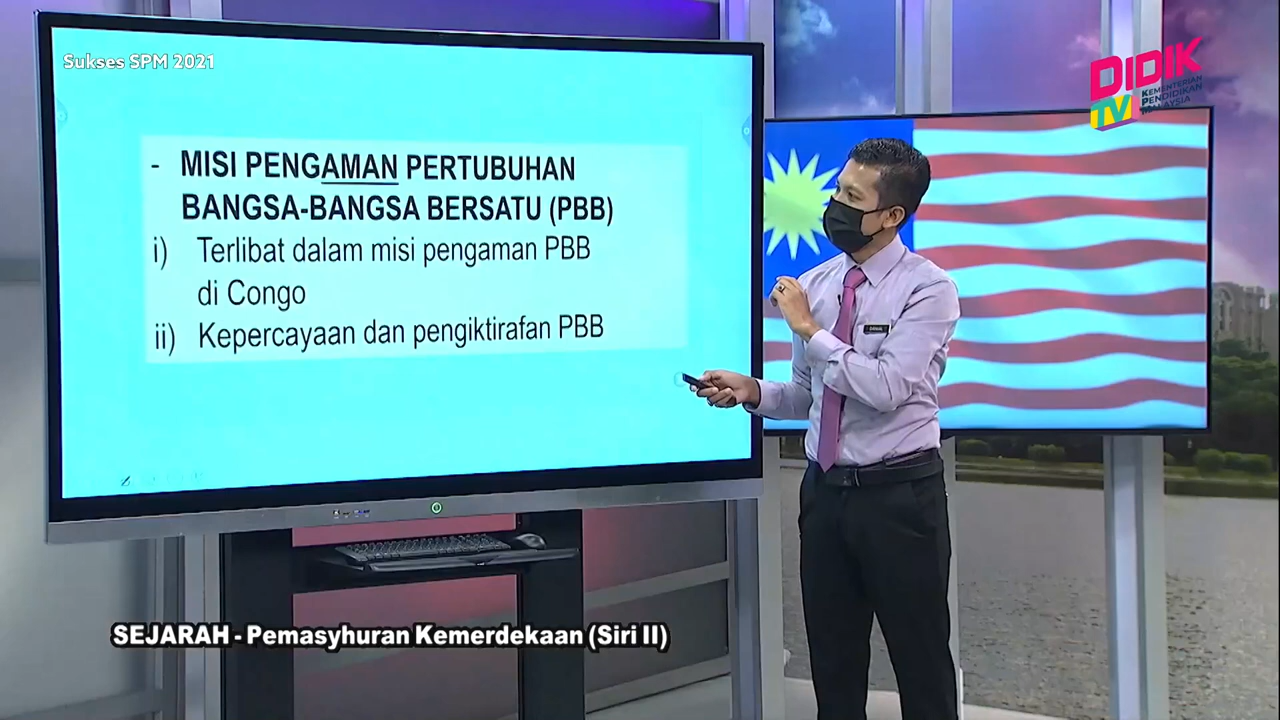 Sukses SPM 2021
DIDIK
TV
KEMENTERIAN
PENDIDIKAN
MALAYSIA
- MISI PENGAMAN PERTUBUHAN
BANGSA-BANGSA BERSATU (PBB)
i) Terlibat dalam misi pengaman PBB
di Congo
ii) Kepercayaan dan pengiktirafan PBB
SEJARAH - Pemasyhuran Kemerdekaan (Siri II)